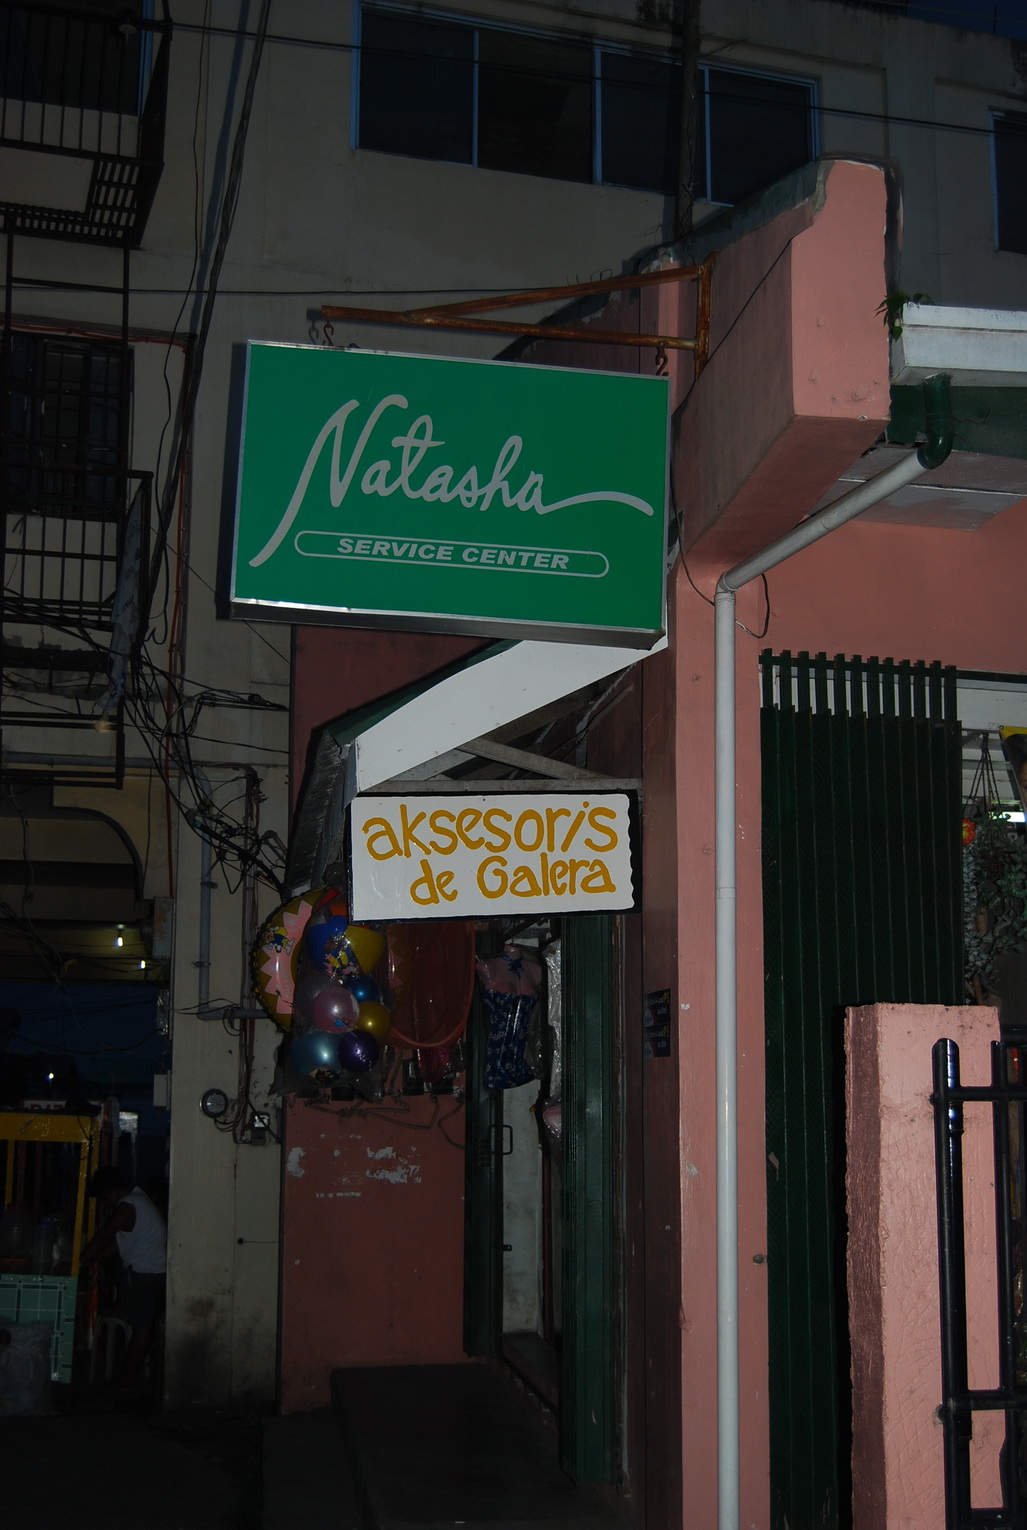 Natasha
SERVICE CENTER
aksesoris
de Galera